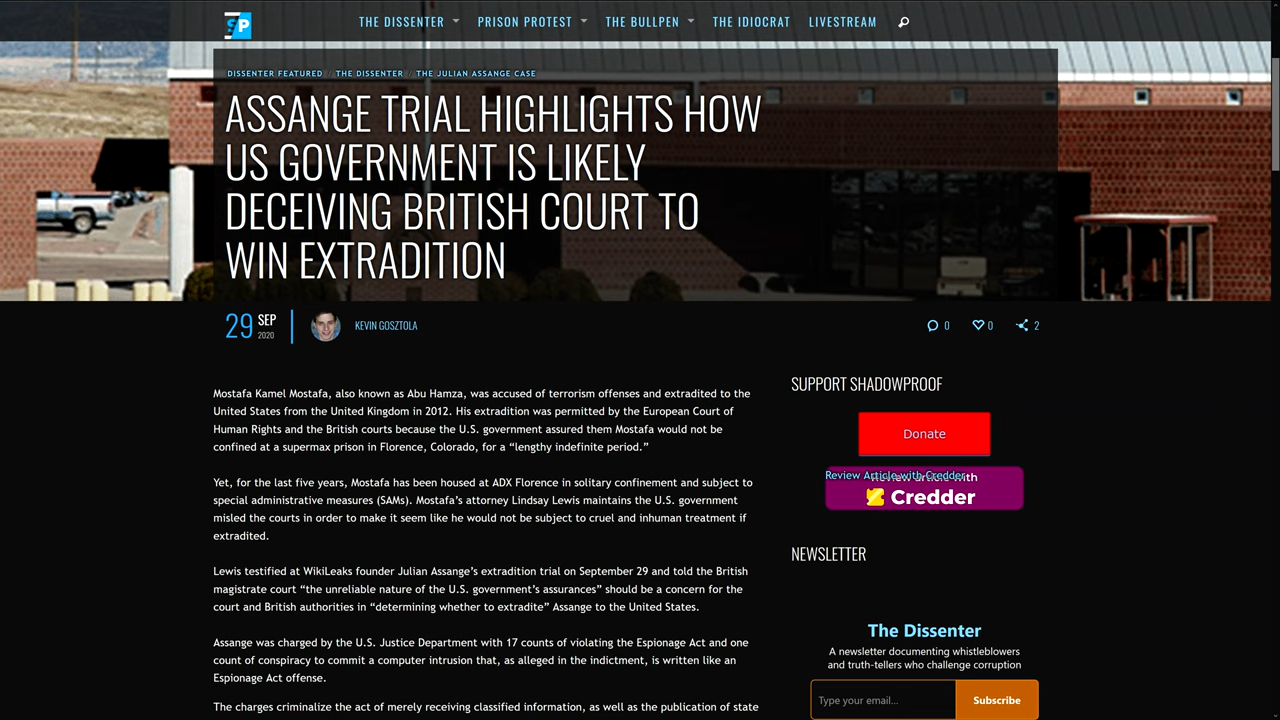 SP
THE DISSENTER
PRISON PROTEST
THE BULLPEN
THE IDIOCRAT
LIVESTREAM
DISSENTER FEATURED / THE DISSENTER / THE JULIAN ASSANGE CASE
ASSANGE TRIAL HIGHLIGHTS HOW
US GOVERNMENT IS LIKELY
DECEIVING BRITISH COURT TO
WIN EXTRADITION
29 SEP
2020
KEVIN GOSZTOLA
0
0
2
Mostafa Kamel Mostafa, also known as Abu Hamza, was accused of terrorism offenses and extradited to the
United States from the United Kingdom in 2012. His extradition was permitted by the European Court of
Human Rights and the British courts because the U.S. government assured them Mostafa would not be
confined at a supermax prison in Florence, Colorado, for a “lengthy indefinite period.”
Yet, for the last five years, Mostafa has been housed at ADX Florence in solitary confinement and subject to
special administrative measures (SAMs). Mostafa’s attorney Lindsay Lewis maintains the U.S. government
misled the courts in order to make it seem like he would not be subject to cruel and inhuman treatment if
extradited.
Lewis testified at WikiLeaks founder Julian Assange’s extradition trial on September 29 and told the British
magistrate court “the unreliable nature of the U.S. government’s assurances” should be a concern for the
court and British authorities in “determining whether to extradite” Assange to the United States.
Assange was charged by the U.S. Justice Department with 17 counts of violating the Espionage Act and one
count of conspiracy to commit a computer intrusion that, as alleged in the indictment, is written like an
Espionage Act offense.
The charges criminalize the act of merely receiving classified information, as well as the publication of state
SUPPORT SHADOWPROOF
Donate
Review Article with Credder
Credder
NEWSLETTER
The Dissenter
A newsletter documenting whistleblowers
and truth-tellers who challenge corruption
Type your email...
Subscribe